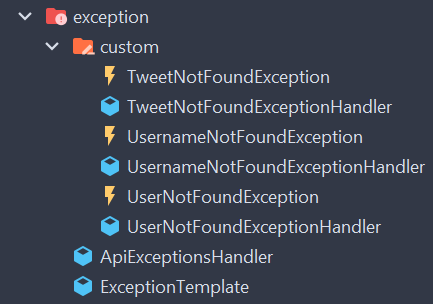 exception
custom
TweetNotFoundException
TweetNotFoundExceptionHandler
UsernameNotFoundException
UsernameNotFoundExceptionHandler
UserNotFoundException
UserNotFoundExceptionHandler
ApiExceptionsHandler
ExceptionTemplate